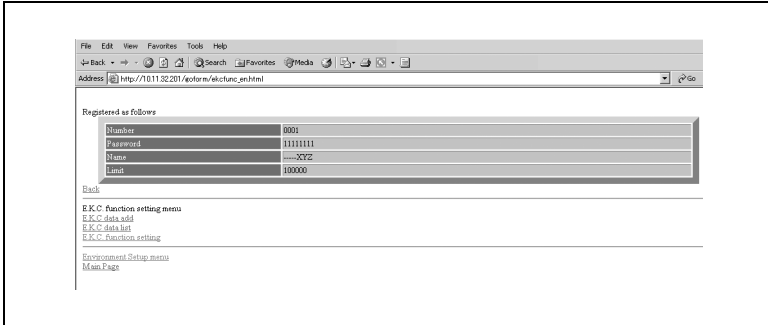 File Edit View Favorites Tools Help
Back Search Favorites Media
Address http://10.11.32.201/goform/ekcfunc_en.html Go
Registered as follows
Number 0001
Password 11111111
Name -----XYZ
Limit 100000
Back
E.K.C. function setting menu
E.K.C data add
E.K.C data list
E.K.C. function setting
Environment Setup menu
Main Page